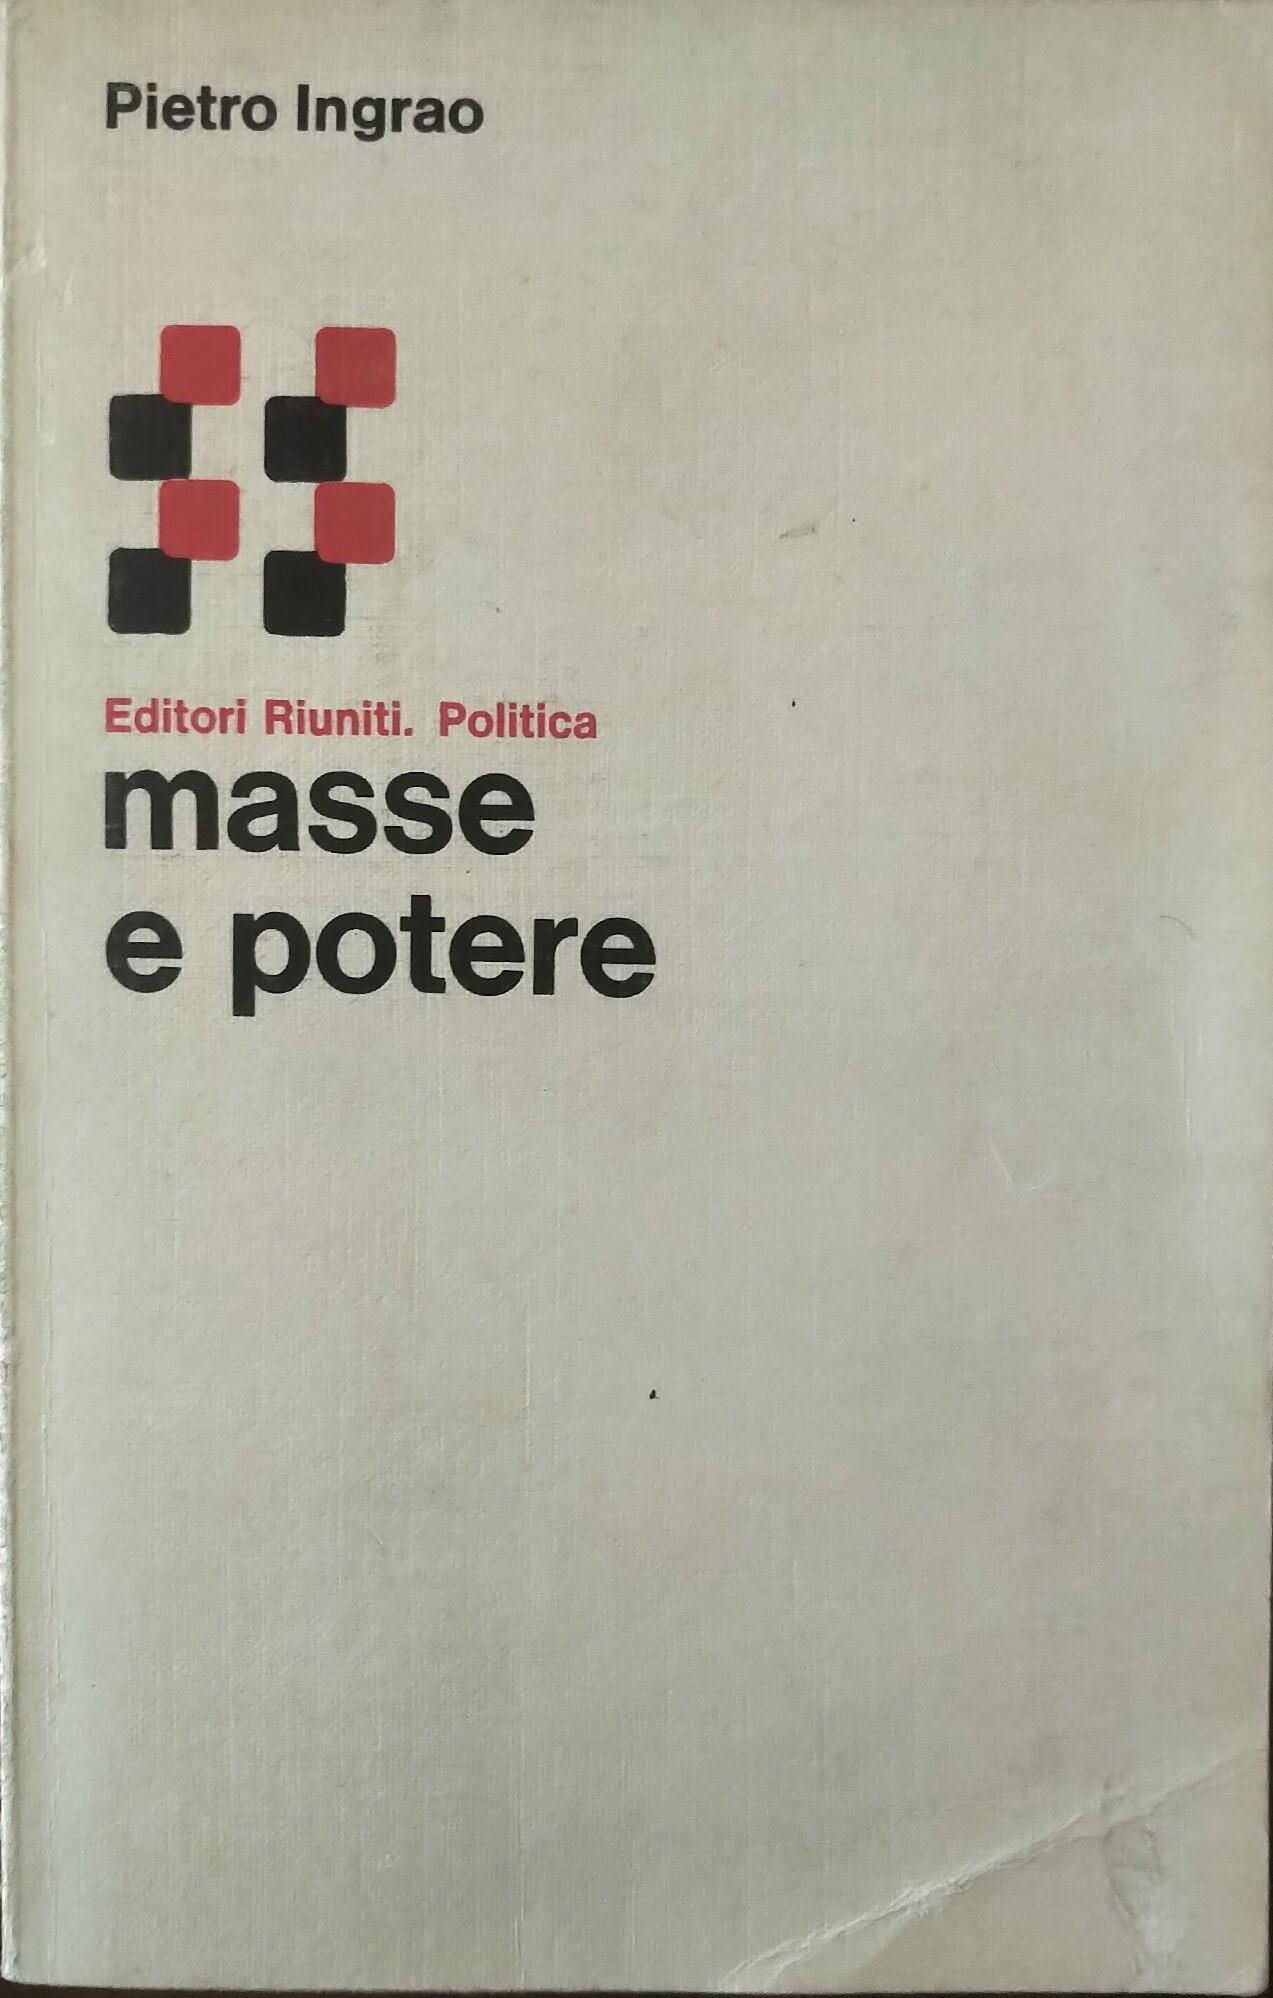 Pietro Ingrao
Editori Riuniti. Politica
masse
e potere